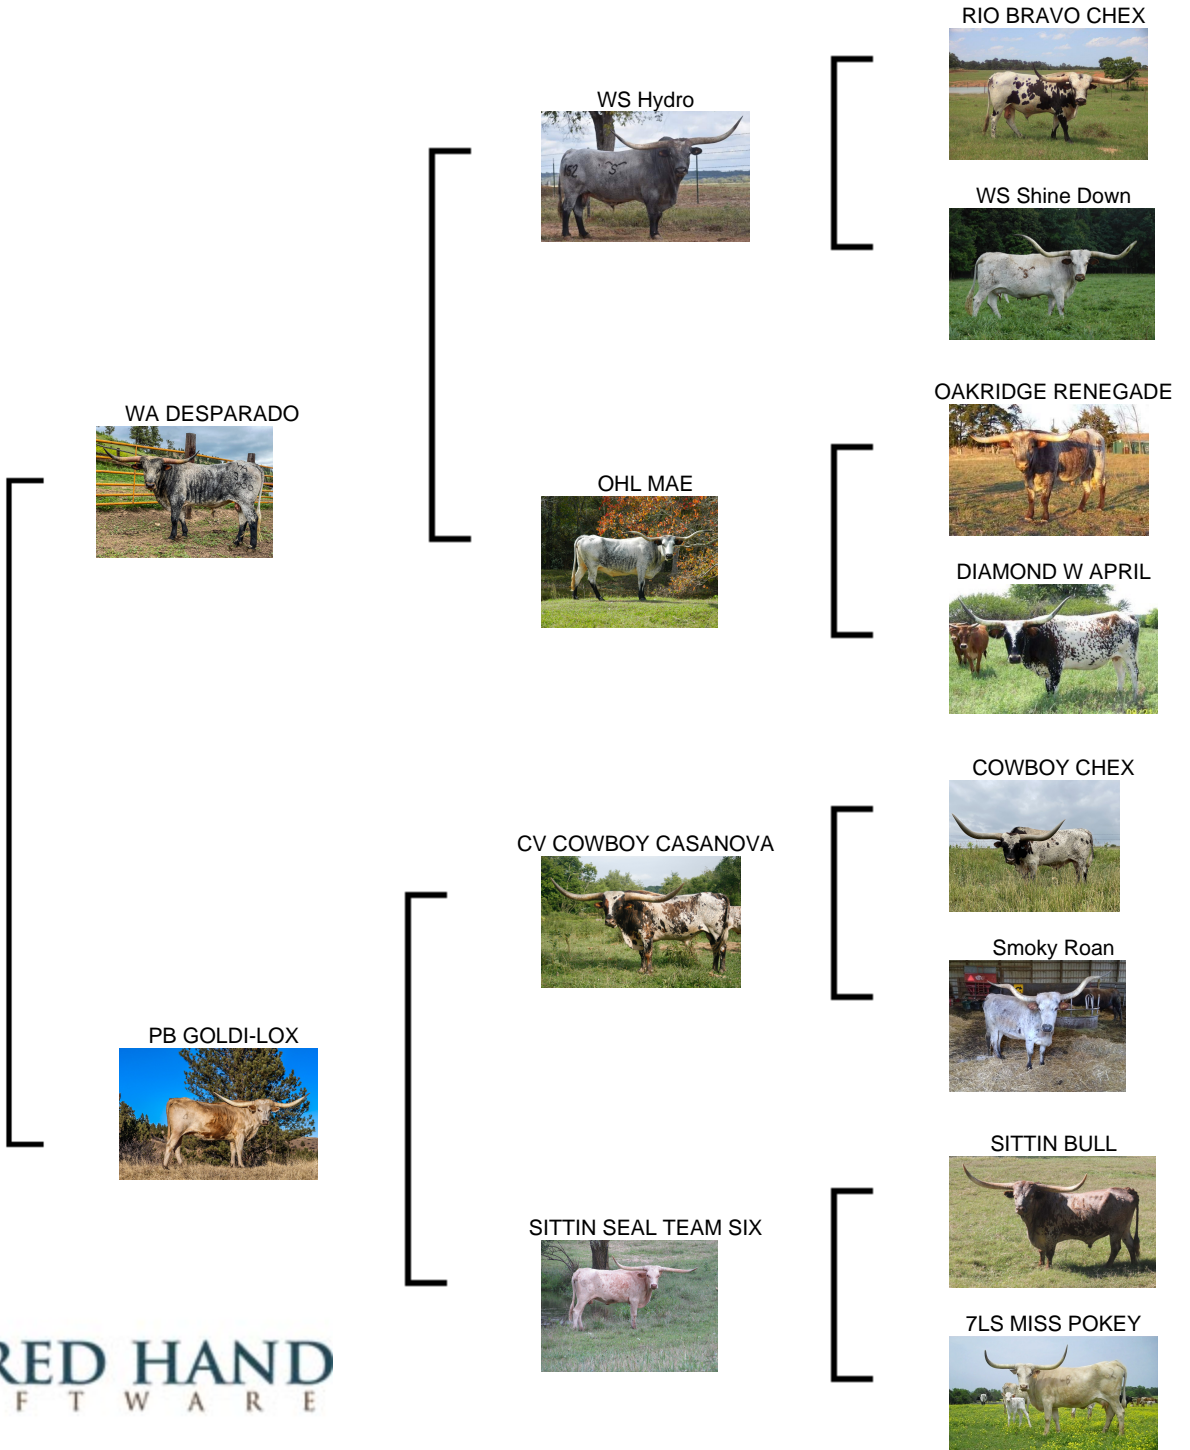 RIO BRAVO CHEX
WS Hydro
WS Shine Down
OAKRIDGE RENEGADE
WA DESPARADO
OHL MAE
DIAMOND W APRIL
COWBOY CHEX
CV COWBOY CASANOVA
Smoky Roan
PB GOLDI-LOX
SITTIN BULL
SITTIN SEAL TEAM SIX
7LS MISS POKEY
RED HAND
F T W A R E